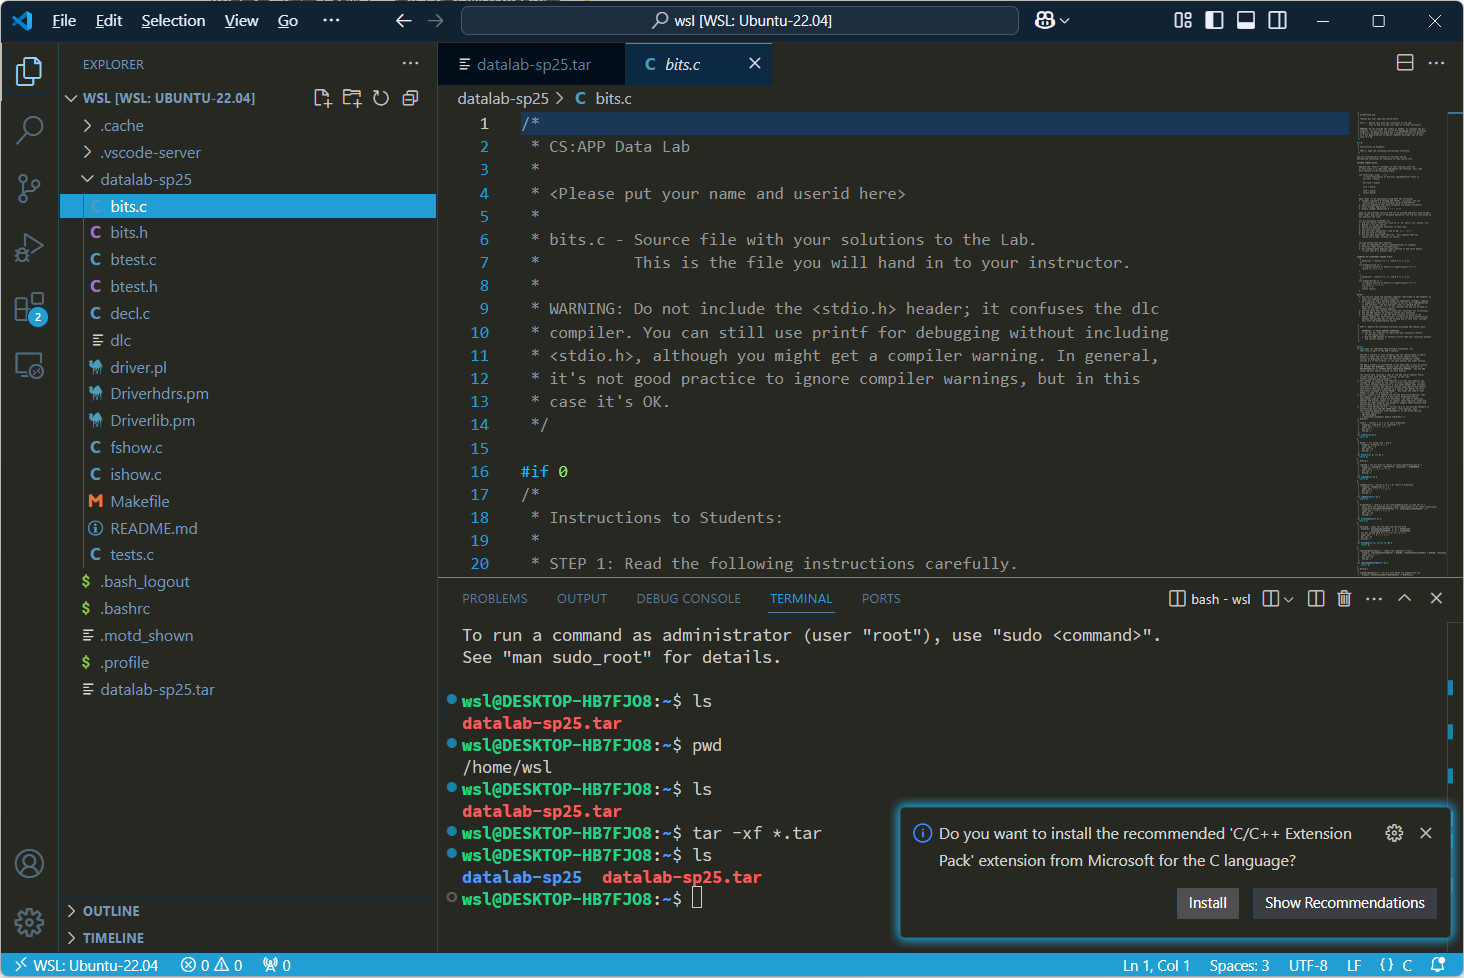 File Edit Selection View Go ··· wsl [WSL: Ubuntu-22.04]
EXPLORER
WSL [WSL: UBUNTU-22.04]
.cache
.vscode-server
datalab-sp25
C bits.c
C bits.h
C btest.c
C btest.h
C decl.c
dlc
driver.pl
Driverhdrs.pm
Driverlib.pm
C fshow.c
C ishow.c
M Makefile
README.md
C tests.c
$ .bash_logout
$ .bashrc
.motd_shown
$ .profile
datalab-sp25.tar
OUTLINE
TIMELINE
2
datalab-sp25.tar C bits.c
datalab-sp25 > C bits.c
1 /*
2 * CS:APP Data Lab
3 *
4 * <Please put your name and userid here>
5 *
6 * bits.c - Source file with your solutions to the Lab.
7 * This is the file you will hand in to your instructor.
8 *
9 * WARNING: Do not include the <stdio.h> header; it confuses the dlc
10 * compiler. You can still use printf for debugging without including
11 * <stdio.h>, although you might get a compiler warning. In general,
12 * it's not good practice to ignore compiler warnings, but in this
13 * case it's OK.
14 */
15
16 #if 0
17 /*
18 * Instructions to Students:
19 *
20 * STEP 1: Read the following instructions carefully.
PROBLEMS OUTPUT DEBUG CONSOLE TERMINAL PORTS bash - wsl
To run a command as administrator (user "root"), use "sudo <command>".
See "man sudo_root" for details.
wsl@DESKTOP-HB7FJO8:~$ ls
datalab-sp25.tar
wsl@DESKTOP-HB7FJO8:~$ pwd
/home/wsl
wsl@DESKTOP-HB7FJO8:~$ ls
datalab-sp25.tar
wsl@DESKTOP-HB7FJO8:~$ tar -xf *.tar
wsl@DESKTOP-HB7FJO8:~$ ls
datalab-sp25 datalab-sp25.tar
wsl@DESKTOP-HB7FJO8:~$
Do you want to install the recommended 'C/C++ Extension
Pack' extension from Microsoft for the C language?
Install Show Recommendations
WSL: Ubuntu-22.04 0 0 0 Ln 1, Col 1 Spaces: 3 UTF-8 LF {} C